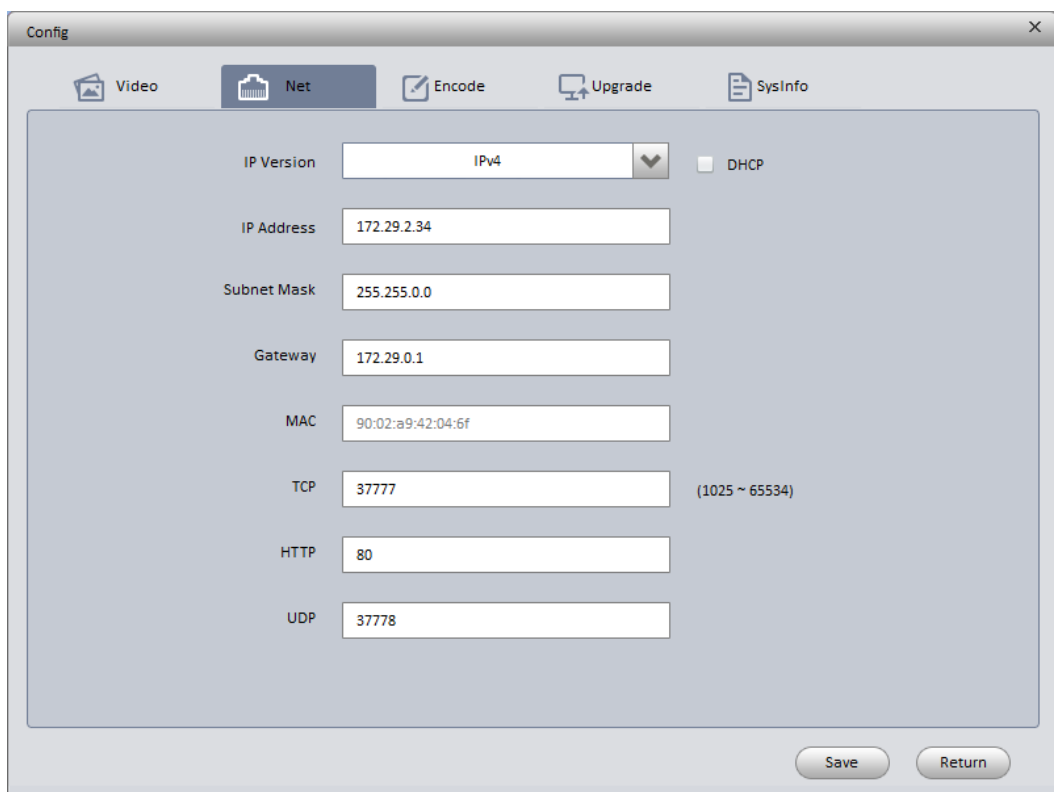 Config
Video Net Encode Upgrade SysInfo
IP Version IPv4 DHCP
IP Address 172.29.2.34
Subnet Mask 255.255.0.0
Gateway 172.29.0.1
MAC 90:02:a9:42:04:6f
TCP 37777 (1025 ~ 65534)
HTTP 80
UDP 37778
Save Return